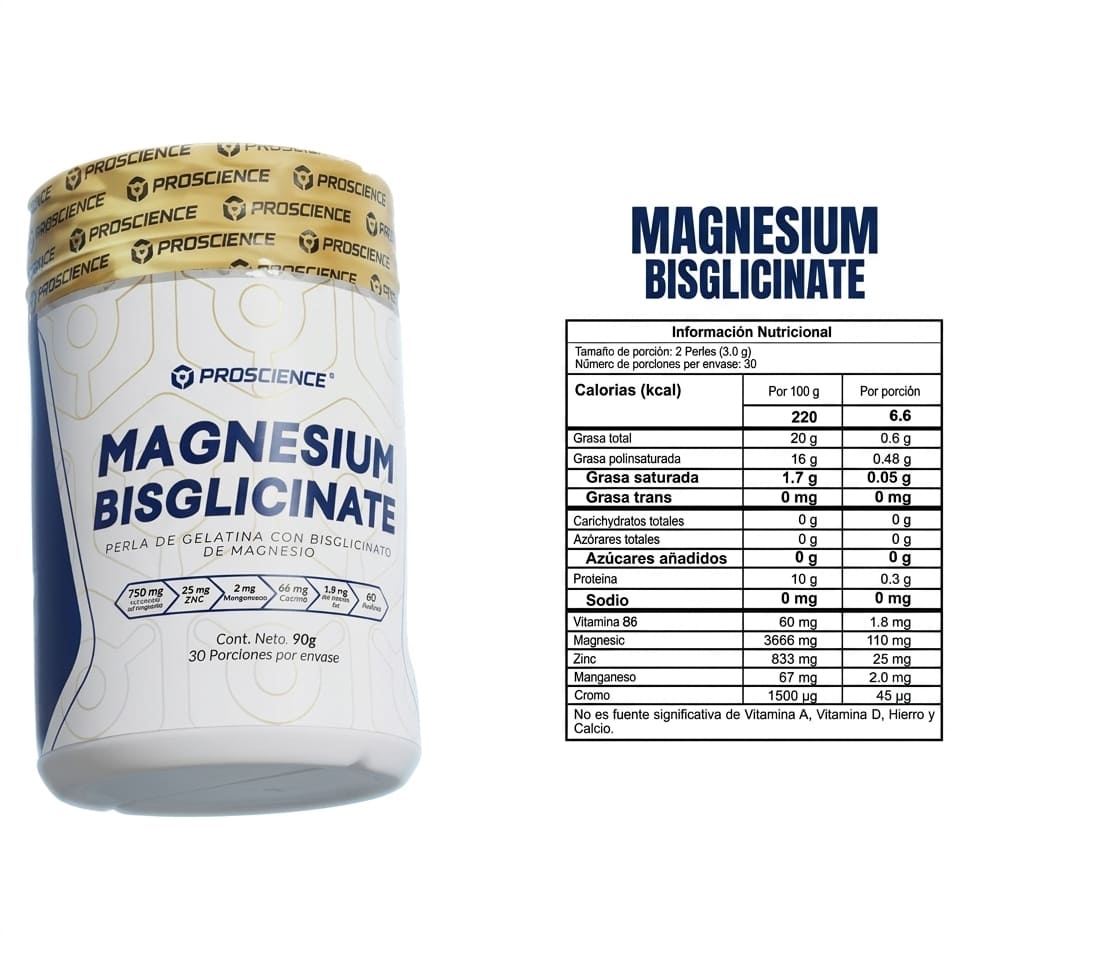 PROSCIENCE PROSCIENCE
PROSCIENCE PROSCIENCE
PROSCIENCE PROSCIENCE
PROSCIENCE PROSCIENCE PROSCIENCE
PROSCIENCE PROSCIENCE
PROSCIENCE
MAGNESIUM
BISGLICINATE
PERLA DE GELATINA CON BISGLICINATO
DE MAGNESIO
750 mg
25 mg
ZNC
2 mg
66 mg
60
Cont. Neto. 90g
30 Porciones por envase
MAGNESIUM
BISGLICINATE
Información Nutricional
Tamaño de porción: 2 Perles (3.0 g)
Númerc de porciones per envase: 30
Calorias (kcal) Por 100 g Por porción
220 6.6
Grasa total 20 g 0.6 g
Grasa polinsaturada 16 g 0.48 g
Grasa saturada 1.7 g 0.05 g
Grasa trans 0 mg 0 mg
Carichydratos totales 0 g 0 g
Azórares totales 0 g 0 g
Azúcares añadidos 0 g 0 g
Proteina 10 g 0.3 g
Sodio 0 mg 0 mg
Vitamina 86 60 mg 1.8 mg
Magnesic 3666 mg 110 mg
Zinc 833 mg 25 mg
Manganeso 67 mg 2.0 mg
Cromo 1500 µg 45 µg
No es fuente significativa de Vitamina A, Vitamina D, Hierro y
Calcio.